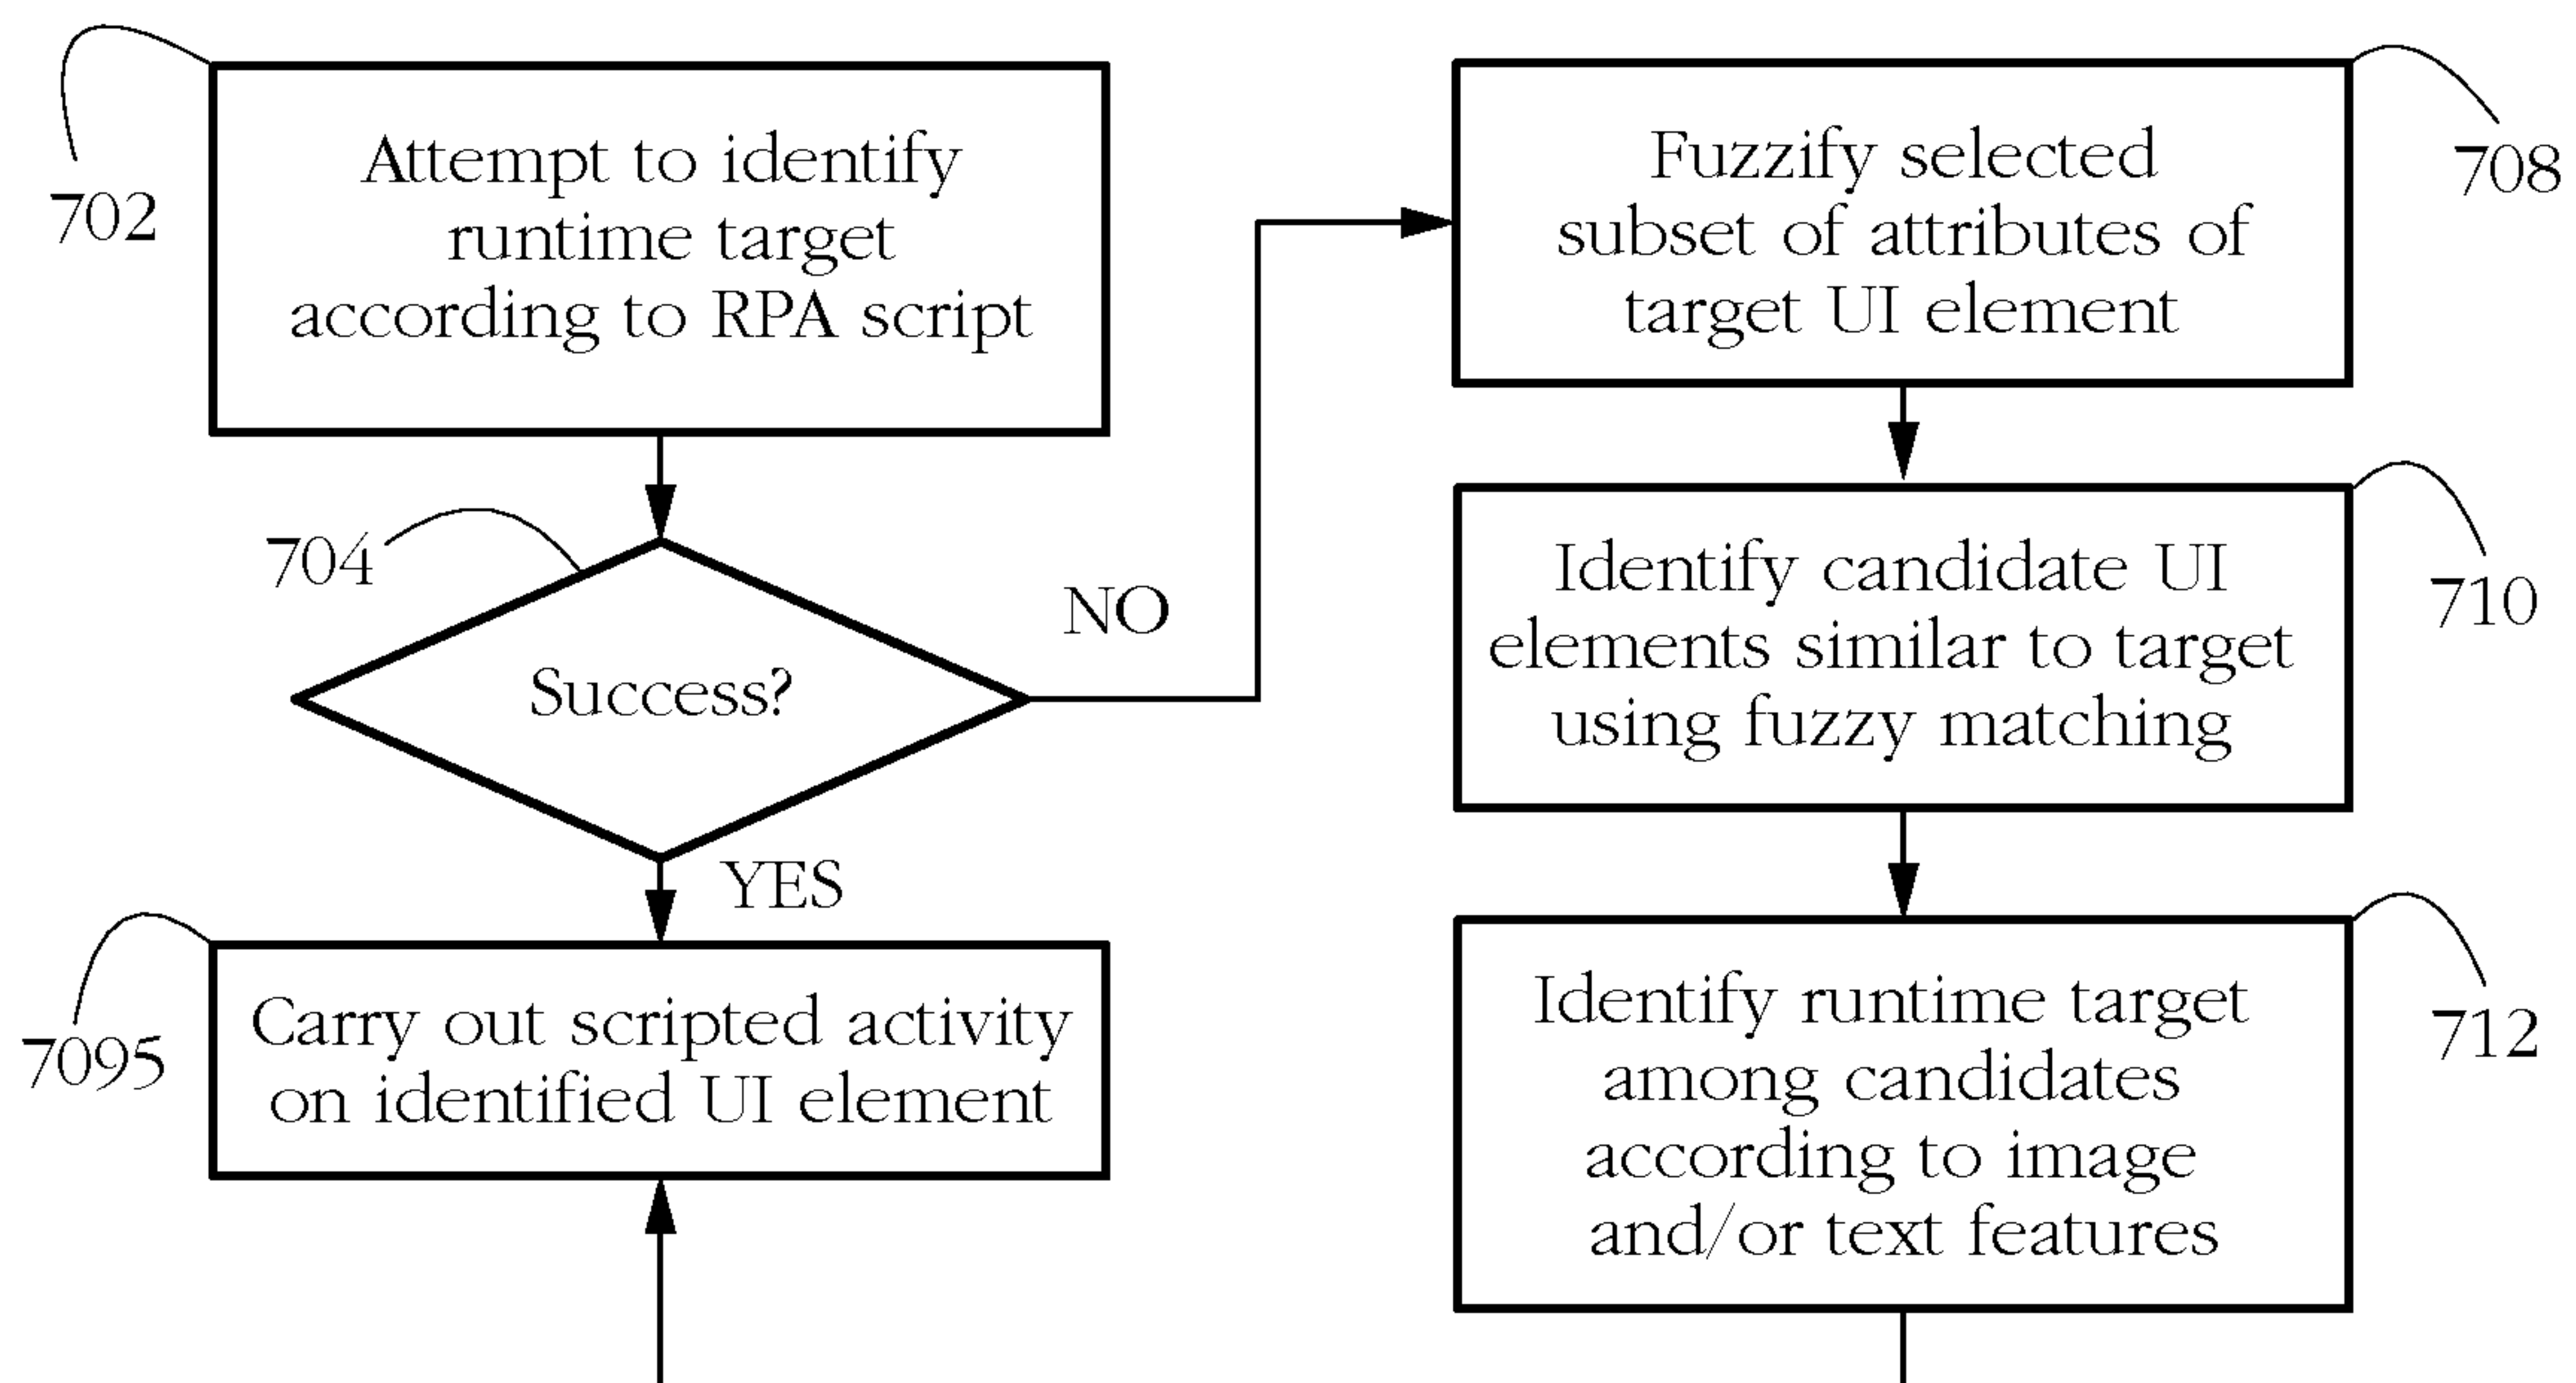 702
Attempt to identify
runtime target
according to RPA script
704
Success?
NO
YES
7095
Carry out scripted activity
on identified UI element
708
Fuzzify selected
subset of attributes of
target UI element
710
Identify candidate UI
elements similar to target
using fuzzy matching
712
Identify runtime target
among candidates
according to image
and/or text features